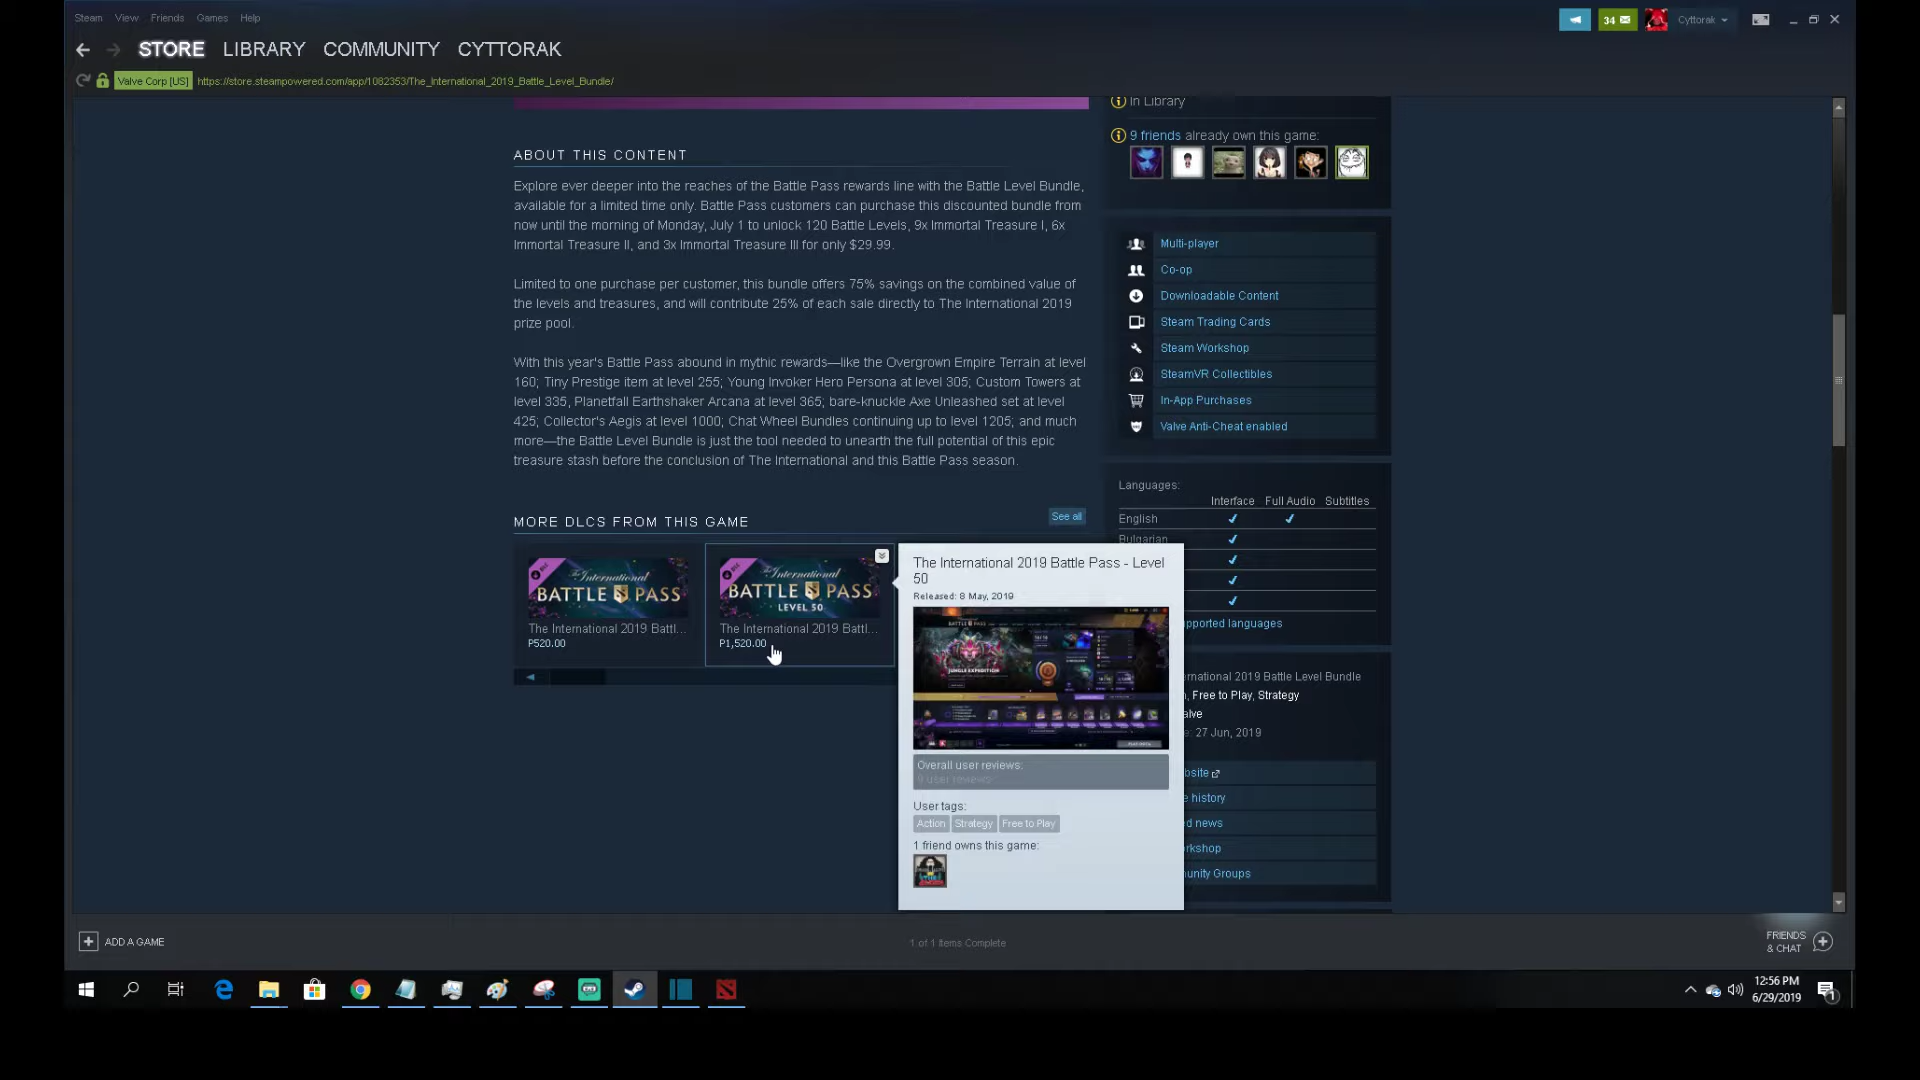 Steam View Friends Games Help
34 Cyttorak
STORE LIBRARY COMMUNITY CYTTORAK
Valve Corp [US] https://store.steampowered.com/app/1082353/The_International_2019_Battle_Level_Bundle/
In Library
9 friends already own this game:
ABOUT THIS CONTENT
Explore ever deeper into the reaches of the Battle Pass rewards line with the Battle Level Bundle,
available for a limited time only. Battle Pass customers can purchase this discounted bundle from
now until the morning of Monday, July 1 to unlock 120 Battle Levels, 9x Immortal Treasure I, 6x
Immortal Treasure II, and 3x Immortal Treasure III for only $29.99.
Limited to one purchase per customer, this bundle offers 75% savings on the combined value of
the levels and treasures, and will contribute 25% of each sale directly to The International 2019
prize pool.
With this year's Battle Pass abound in mythic rewards—like the Overgrown Empire Terrain at level
160; Tiny Prestige item at level 255; Young Invoker Hero Persona at level 305; Custom Towers at
level 335, Planetfall Earthshaker Arcana at level 365; bare-knuckle Axe Unleashed set at level
425; Collector's Aegis at level 1000; Chat Wheel Bundles continuing up to level 1205; and much
more—the Battle Level Bundle is just the tool needed to unearth the full potential of this epic
treasure stash before the conclusion of The International and this Battle Pass season.
Multi-player
Co-op
Downloadable Content
Steam Trading Cards
Steam Workshop
SteamVR Collectibles
In-App Purchases
Valve Anti-Cheat enabled
Languages:
Interface Full Audio Subtitles
English
Bulgarian
pported languages
MORE DLCS FROM THIS GAME
See all
The International
BATTLE PASS
The International 2019 Battl...
P520.00
The International
BATTLE PASS
LEVEL 50
The International 2019 Battl...
P1,520.00
The International 2019 Battle Pass - Level
50
Released: 8 May, 2019
BATTLE PASS
JUNGLE EXPEDITION
Overall user reviews:
9 user reviews
User tags:
Action Strategy Free to Play
1 friend owns this game:
ernational 2019 Battle Level Bundle
n, Free to Play, Strategy
alve
e: 27 Jun, 2019
bsite
e history
ed news
rkshop
nunity Groups
ADD A GAME
1 of 1 Items Complete
FRIENDS
& CHAT
12:56 PM
6/29/2019
1